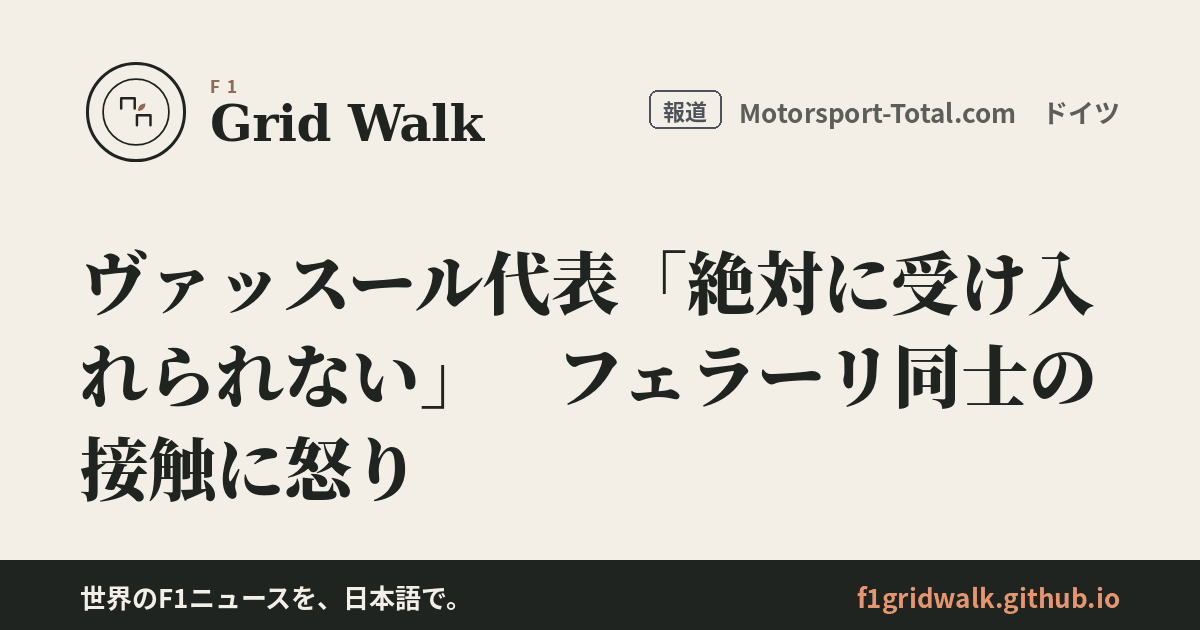 F1
Grid Walk
報道 Motorsport-Total.com ドイツ
ヴァッスール代表「絶対に受け入
れられない」　フェラーリ同士の
接触に怒り
世界のF1ニュースを、日本語で。
f1gridwalk.github.io